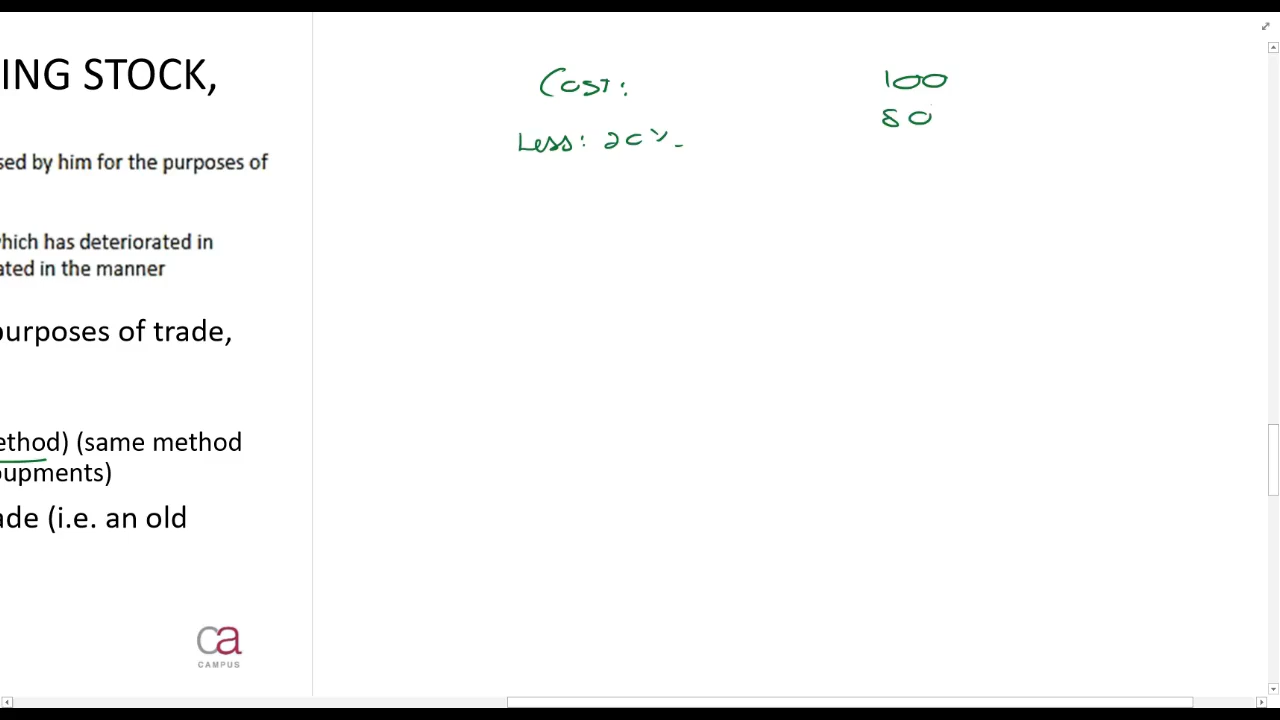 ING STOCK,
sed by him for the purposes of
hich has deteriorated in
ated in the manner
purposes of trade,
ethod) (same method
oupments)
ade (i.e. an old
ca
CAMPUS
Cost: 100
80
Less: 20%